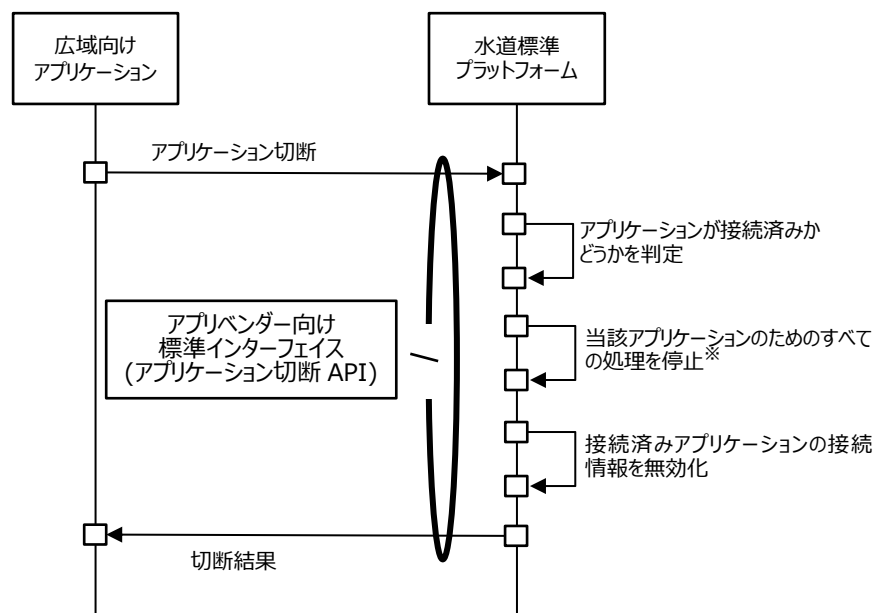 広域向け
アプリケーション
水道標準
プラットフォーム
アプリケーション切断
アプリケーションが接続済みか
どうかを判定
アプリベンダー向け
標準インターフェイス
(アプリケーション切断 API)
当該アプリケーションのためのすべて
の処理を停止※
接続済みアプリケーションの接続
情報を無効化
切断結果